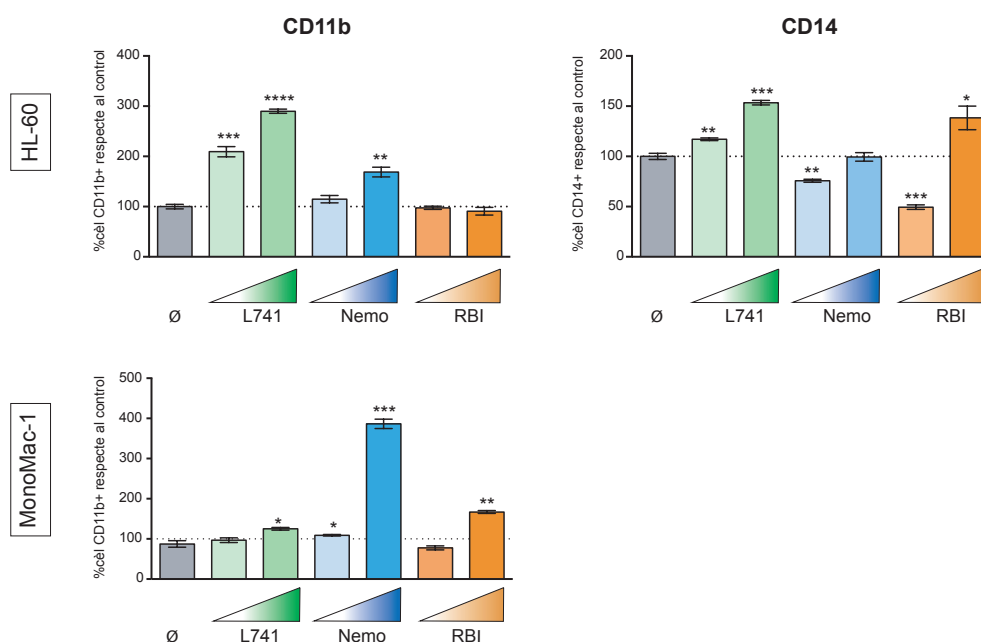 CD11b
CD14
HL-60
%cèl CD11b+ respecte al control
400
300
200
100
0
***
****
**
Ø
L741
Nemo
RBI
%cèl CD14+ respecte al control
200
150
100
50
0
**
***
**
***
*
Ø
L741
Nemo
RBI
MonoMac-1
%cèl CD11b+ respecte al control
500
400
300
200
100
0
*
*
***
**
Ø
L741
Nemo
RBI